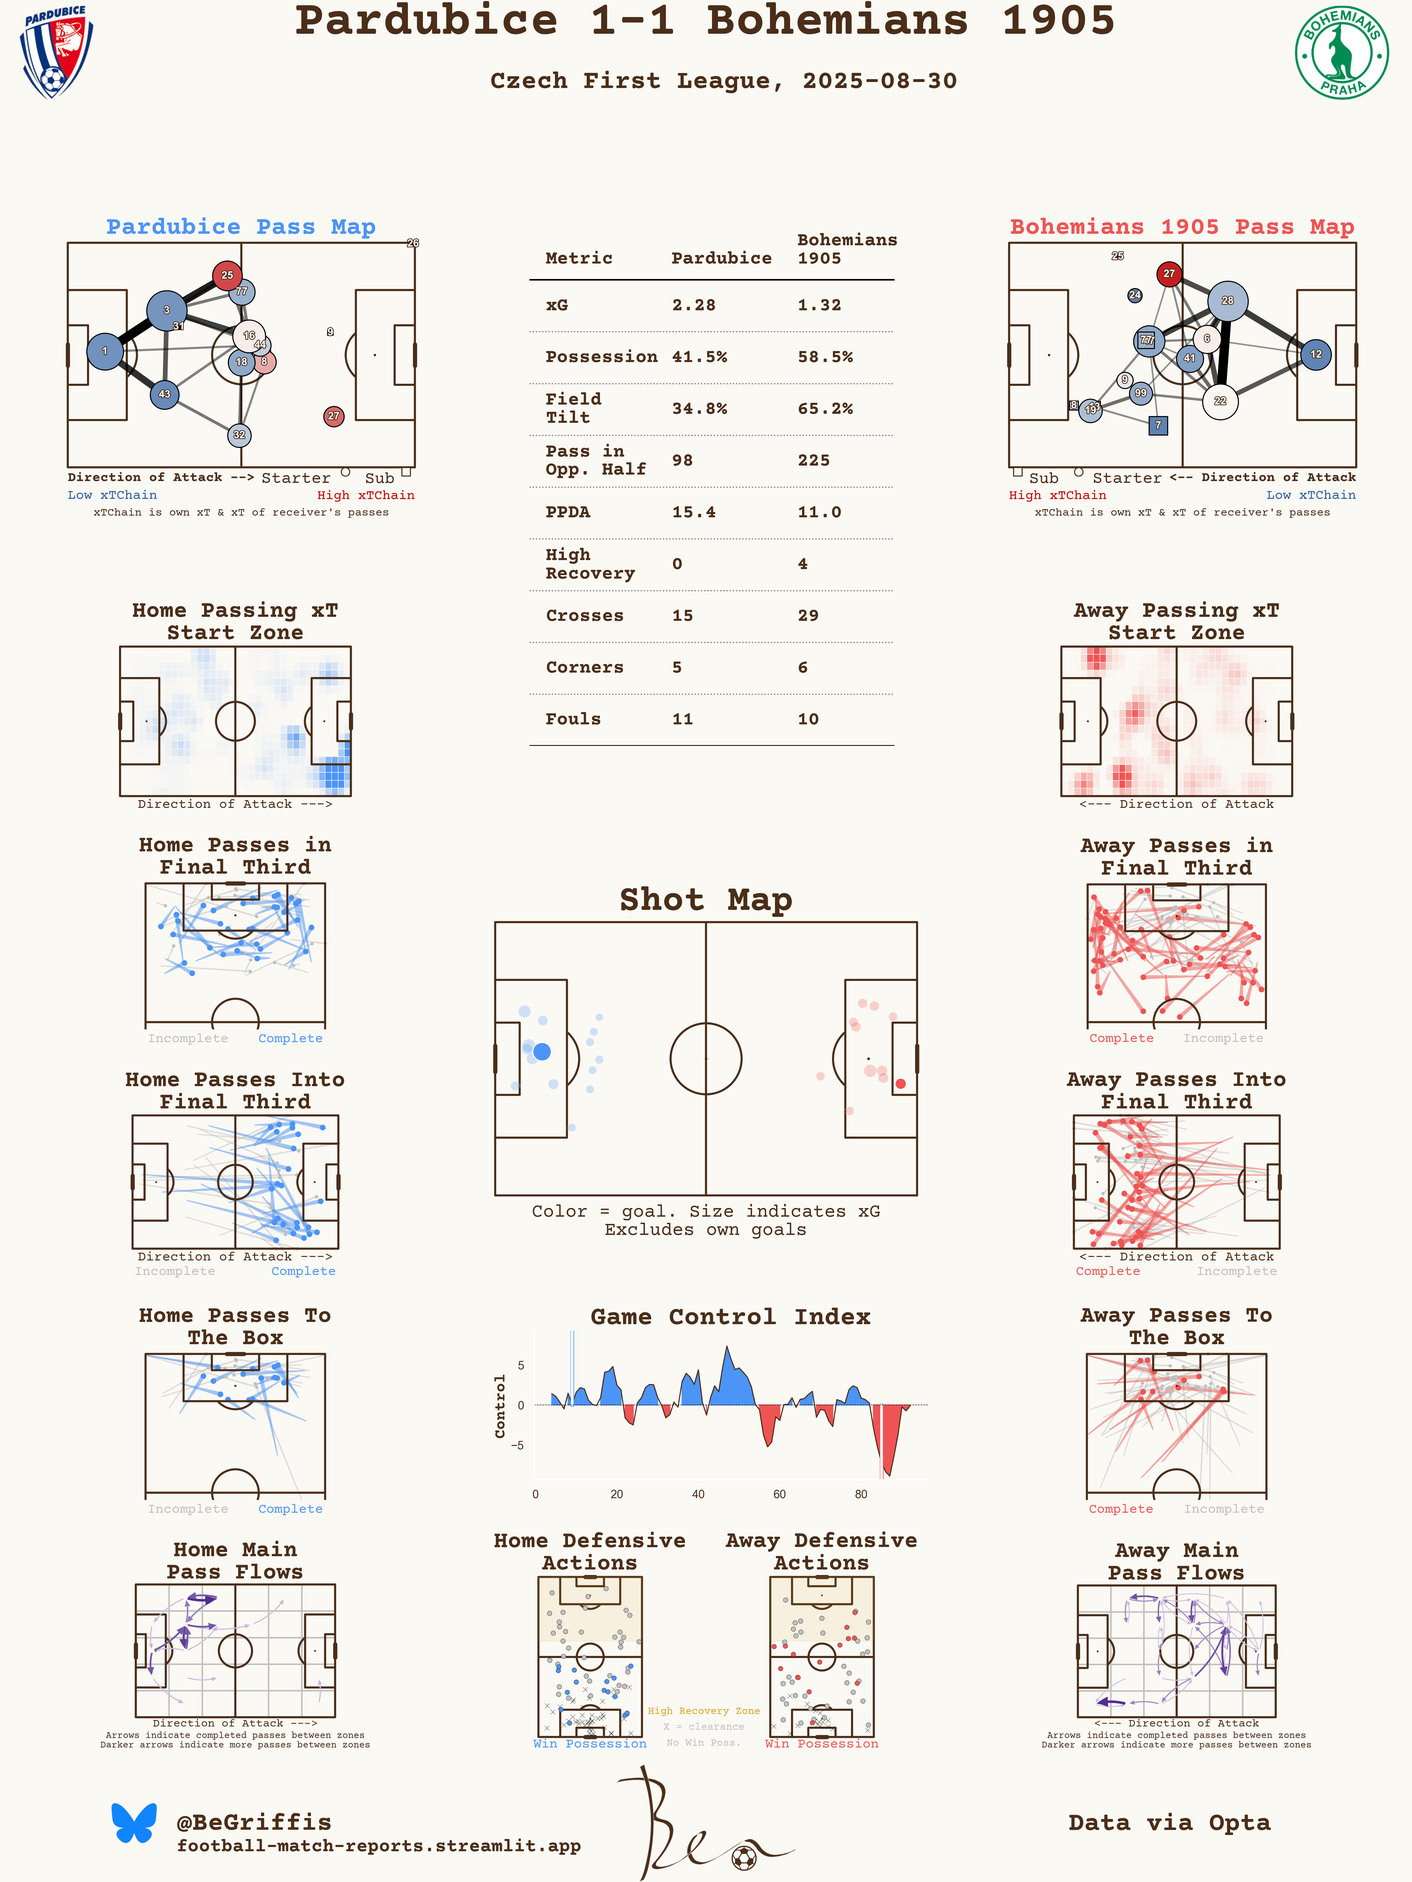 Pardubice 1-1 Bohemians 1905
PARDUBICE
BOHEMIANS
PRAHA
Czech First League, 2025-08-30
Pardubice Pass Map
26
25
77
3
31
16
44
9
1
18
8
43
27
32
Direction of Attack --> Starter Sub
Low xTChain High xTChain
xTChain is own xT & xT of receiver's passes
Metric Pardubice Bohemians 1905
xG 2.28 1.32
Possession 41.5% 58.5%
Field Tilt 34.8% 65.2%
Pass in Opp. Half 98 225
PPDA 15.4 11.0
High Recovery 0 4
Crosses 15 29
Corners 5 6
Fouls 11 10
Bohemians 1905 Pass Map
25
27
24
28
6
41
12
9
99
22
8
19
7
Sub Starter <-- Direction of Attack
High xTChain Low xTChain
xTChain is own xT & xT of receiver's passes
Home Passing xT
Start Zone
Direction of Attack --->
Away Passing xT
Start Zone
<--- Direction of Attack
Home Passes in
Final Third
Incomplete Complete
Away Passes in
Final Third
Complete Incomplete
Shot Map
Color = goal. Size indicates xG
Excludes own goals
Home Passes Into
Final Third
Direction of Attack --->
Incomplete Complete
Away Passes Into
Final Third
<--- Direction of Attack
Complete Incomplete
Home Passes To
The Box
Incomplete Complete
Game Control Index
Control
5
0
−5
0 20 40 60 80
Away Passes To
The Box
Complete Incomplete
Home Main
Pass Flows
Direction of Attack --->
Arrows indicate completed passes between zones
Darker arrows indicate more passes between zones
Home Defensive
Actions
Win Possession
High Recovery Zone
X = clearance
No Win Poss.
Away Defensive
Actions
Win Possession
Away Main
Pass Flows
<--- Direction of Attack
Arrows indicate completed passes between zones
Darker arrows indicate more passes between zones
@BeGriffis
football-match-reports.streamlit.app
Ben
Data via Opta